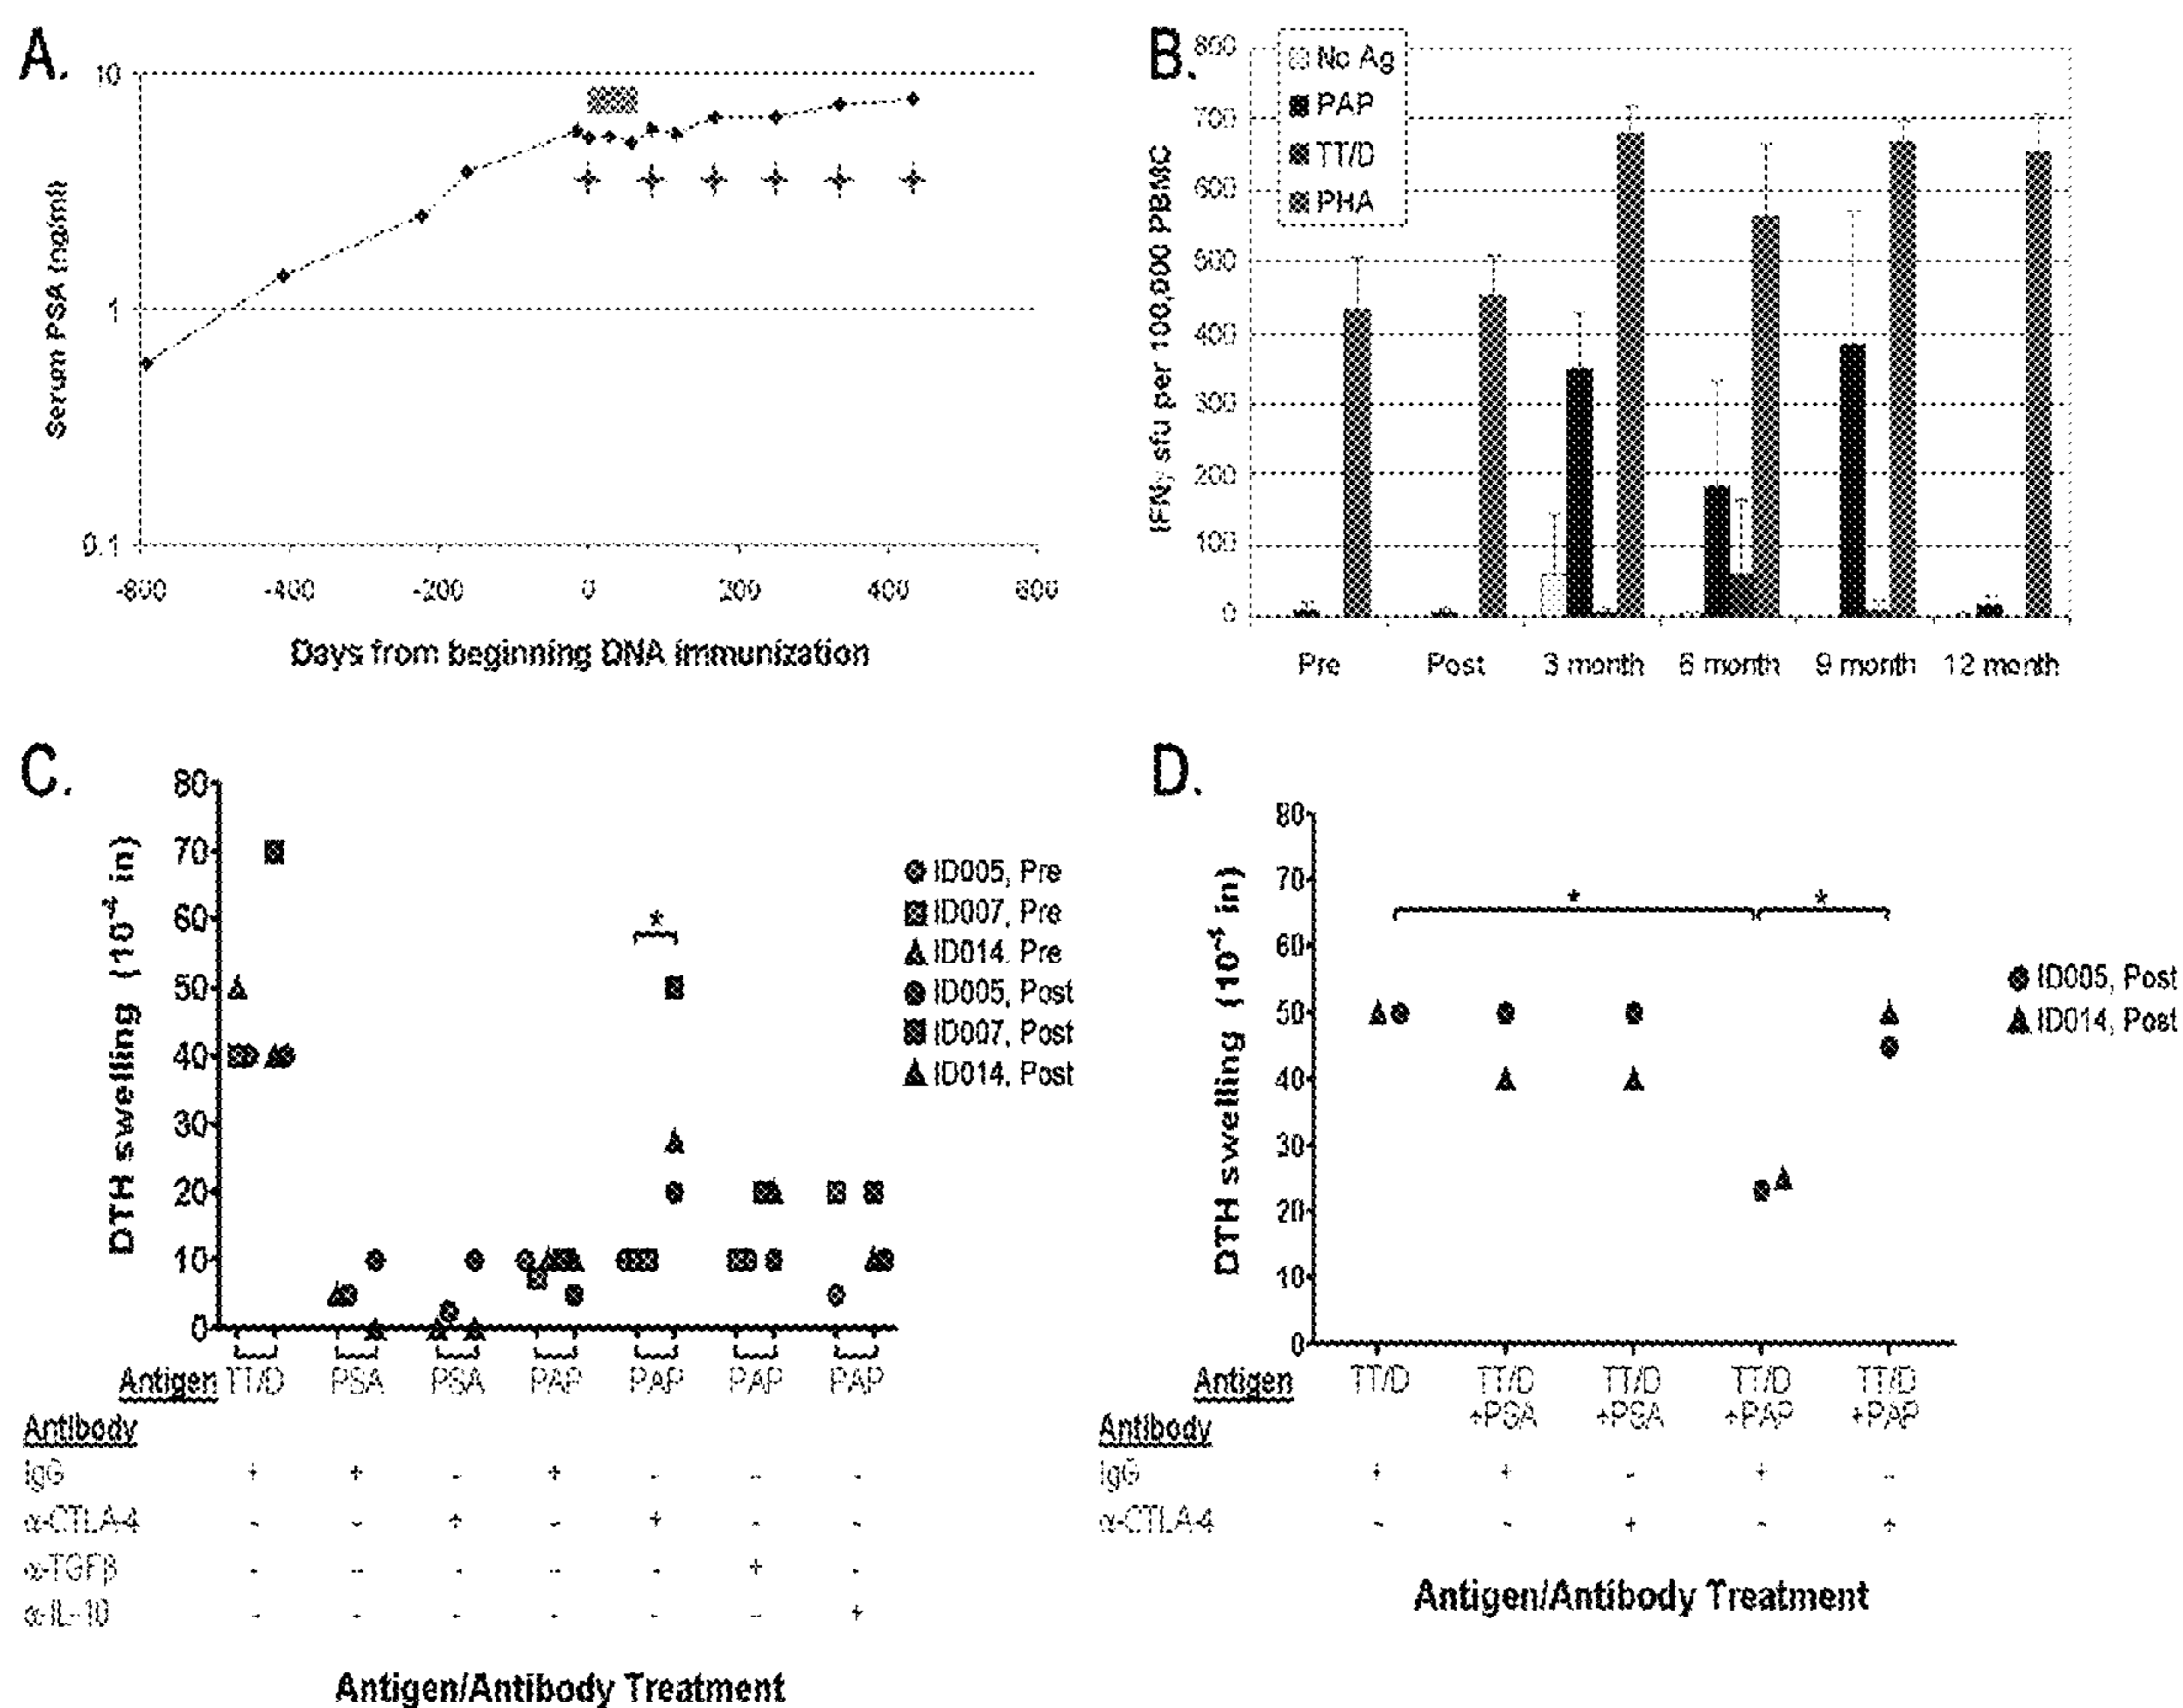 A.
10
1
0.1
Serum PSA (ng/ml)
-600 -400 -200 0 200 400 600
Days from beginning DNA immunization
B.
No Ag
PAP
TT/D
PHA
800
700
600
500
400
300
200
100
0
IFNγ sfu per 100,000 PBMC
Pre Post 3 month 6 month 9 month 12 month
C.
80
70
60
50
40
30
20
10
0
DTH swelling (10⁻⁴ in)
*
ID005, Pre
ID007, Pre
ID014, Pre
ID005, Post
ID007, Post
ID014, Post
Antigen TT/D PSA PSA PAP PAP PAP PAP
Antibody
IgG + + - + - - -
α-CTLA-4 - - + - + - -
α-TGFβ - - - - - + -
α-IL-10 - - - - - - +
Antigen/Antibody Treatment
D.
80
70
60
50
40
30
20
10
0
DTH swelling (10⁻⁴ in)
* *
ID005, Post
ID014, Post
Antigen TT/D TT/D TT/D TT/D TT/D
+PSA +PSA +PAP +PAP
Antibody
IgG + + - + -
α-CTLA-4 - - + - +
Antigen/Antibody Treatment